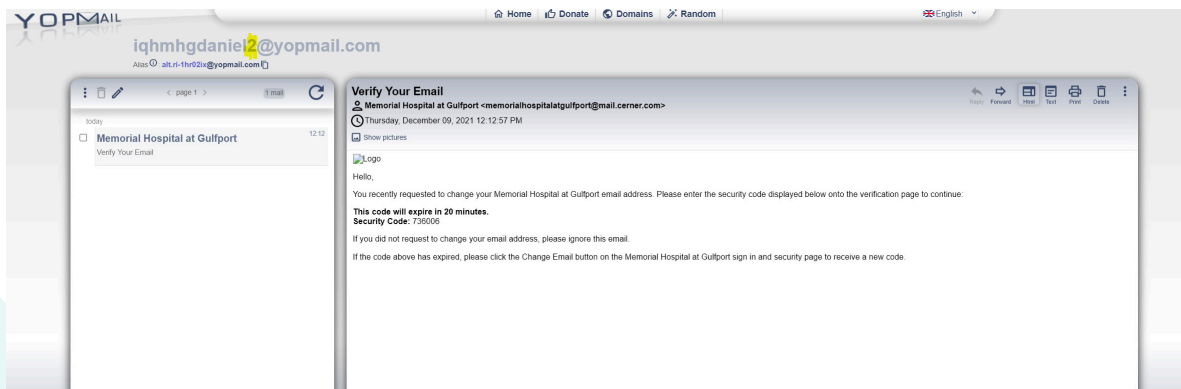 YOPMAIL
Home Donate Domains Random English
iqhmhgdaniel2@yopmail.com
Alias alt.ri-1hr02ix@yopmail.com
< page 1 > 1 mail
today
Memorial Hospital at Gulfport 12:12
Verify Your Email
Verify Your Email
Memorial Hospital at Gulfport <memorialhospitalatgulfport@mail.cerner.com>
Thursday, December 09, 2021 12:12:57 PM
Reply Forward Html Text Print Delete
Show pictures
Logo
Hello,
You recently requested to change your Memorial Hospital at Gulfport email address. Please enter the security code displayed below onto the verification page to continue:
This code will expire in 20 minutes.
Security Code: 736006
If you did not request to change your email address, please ignore this email.
If the code above has expired, please click the Change Email button on the Memorial Hospital at Gulfport sign in and security page to receive a new code.